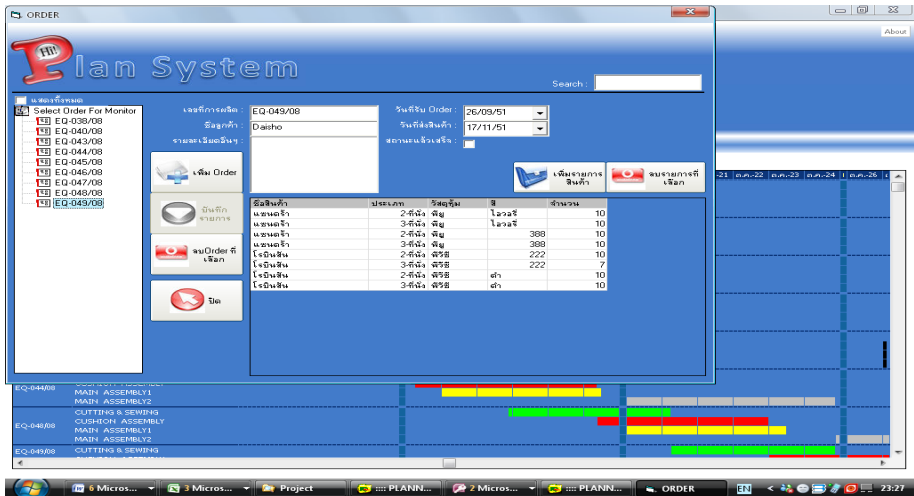 ORDER
About
Hi!
Plan System
Search :
แสดงทั้งหมด
Select Order For Monitor
EQ-038/08
EQ-040/08
EQ-043/08
EQ-044/08
EQ-045/08
EQ-046/08
EQ-047/08
EQ-048/08
EQ-049/08
เลขที่การผลิต : EQ-049/08
ชื่อลูกค้า : Daisho
รายละเอียดอื่นๆ :
วันที่รับ Order : 26/09/51
วันที่ส่งสินค้า : 17/11/51
สถานะแล้วเสร็จ :
เพิ่ม Order
บันทึก
รายการ
ลบOrder ที่
เลือก
ปิด
เพิ่มรายการ
สินค้า
ลบรายการที่
เลือก
ชื่อสินค้า ประเภท วัสดุหุ้ม สี จำนวน
แซนดร้า 2-ที่นั่ง พียู ไอวอรี่ 10
แซนดร้า 3-ที่นั่ง พียู ไอวอรี่ 10
แซนดร้า 2-ที่นั่ง พียู 388 10
แซนดร้า 3-ที่นั่ง พียู 388 10
โรบินสัน 2-ที่นั่ง พีวีซี 222 10
โรบินสัน 3-ที่นั่ง พีวีซี 222 7
โรบินสัน 2-ที่นั่ง พีวีซี ดำ 10
โรบินสัน 3-ที่นั่ง พีวีซี ดำ 10
-21 ต.ค.-22 ต.ค.-23 ต.ค.-24 ต.ค.-26
EQ-044/08
CUSHION ASSEMBLY
MAIN ASSEMBLY1
MAIN ASSEMBLY2
EQ-048/08
CUTTING & SEWING
CUSHION ASSEMBLY
MAIN ASSEMBLY1
MAIN ASSEMBLY2
EQ-049/08 CUTTING & SEWING
6 Micros... 3 Micros... Project :::: PLANN... 2 Micros... :::: PLANN... ORDER EN 23:27